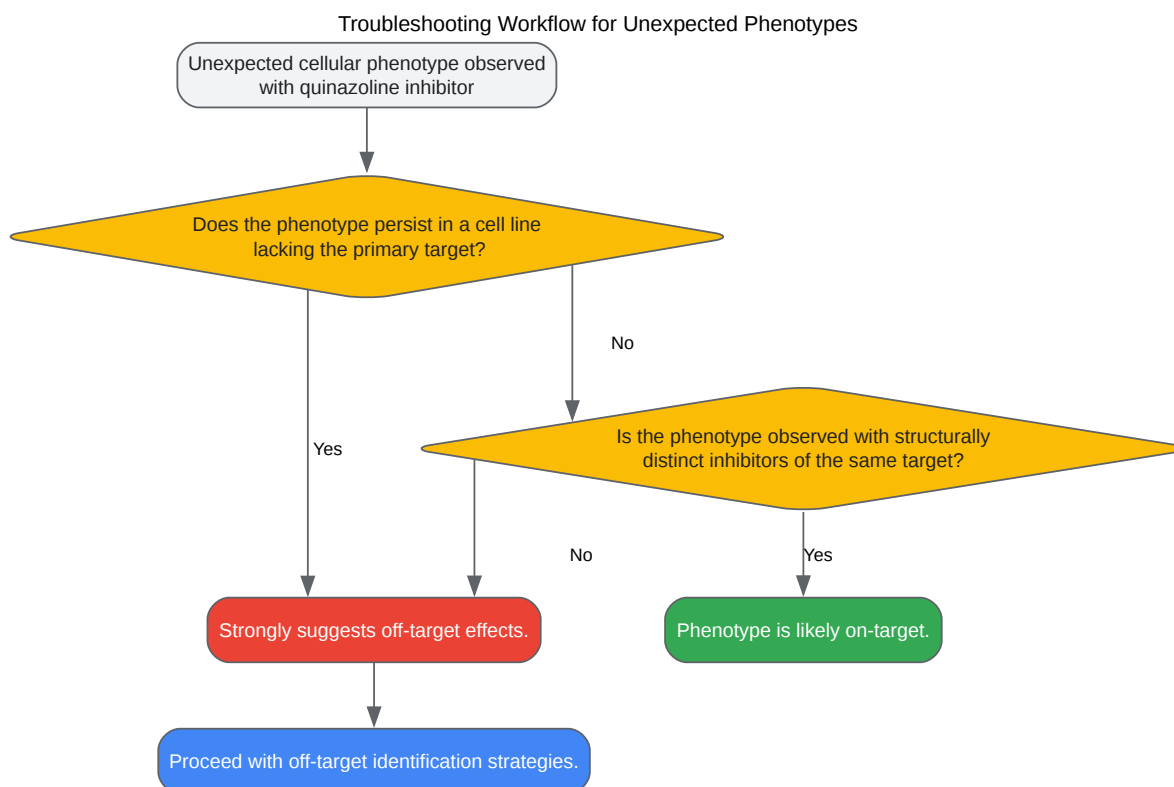 Troubleshooting Workflow for Unexpected Phenotypes
Unexpected cellular phenotype observed
with quinazoline inhibitor
Does the phenotype persist in a cell line
lacking the primary target?
No
Yes
Is the phenotype observed with structurally
distinct inhibitors of the same target?
No
Yes
Strongly suggests off-target effects.
Phenotype is likely on-target.
Proceed with off-target identification strategies.